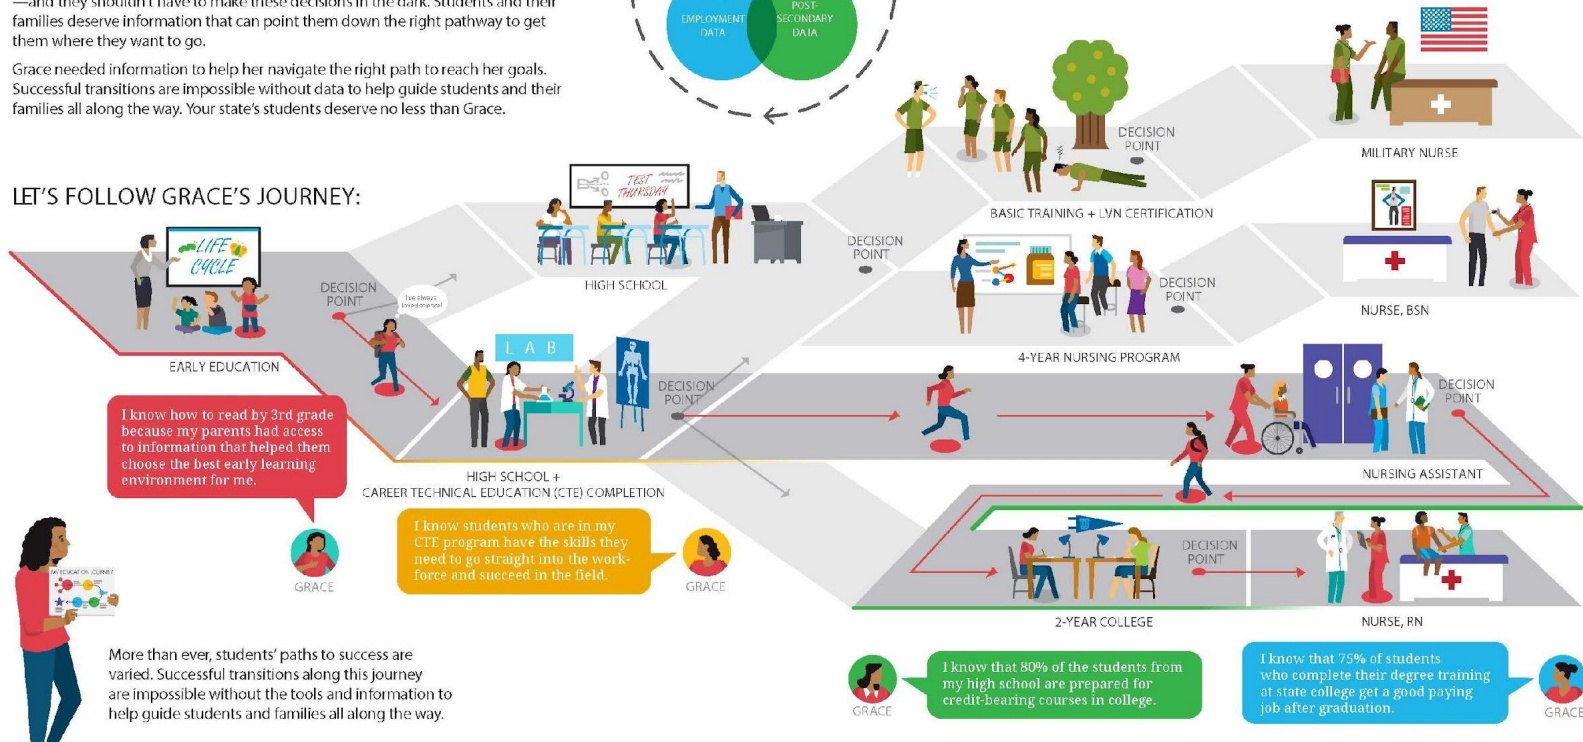 —and they shouldn't have to make these decisions in the dark. Students and their
families deserve information that can point them down the right pathway to get
them where they want to go.
Grace needed information to help her navigate the right path to reach her goals.
Successful transitions are impossible without data to help guide students and their
families all along the way. Your state's students deserve no less than Grace.
EMPLOYMENT
DATA
POST-
SECONDARY
DATA
LET'S FOLLOW GRACE'S JOURNEY:
LIFE
CYCLE
EARLY EDUCATION
DECISION
POINT
I've always
loved science!
TEST
THURSDAY
HIGH SCHOOL
LAB
DECISION
POINT
HIGH SCHOOL +
CAREER TECHNICAL EDUCATION (CTE) COMPLETION
DECISION
POINT
DECISION
POINT
BASIC TRAINING + LVN CERTIFICATION
MILITARY NURSE
DECISION
POINT
4-YEAR NURSING PROGRAM
NURSE, BSN
DECISION
POINT
NURSING ASSISTANT
DECISION
POINT
2-YEAR COLLEGE
NURSE, RN
I know how to read by 3rd grade
because my parents had access
to information that helped them
choose the best early learning
environment for me.
GRACE
I know students who are in my
CTE program have the skills they
need to go straight into the work-
force and succeed in the field.
GRACE
MY EDUCATION JOURNEY
More than ever, students' paths to success are
varied. Successful transitions along this journey
are impossible without the tools and information to
help guide students and families all along the way.
GRACE
I know that 80% of the students from
my high school are prepared for
credit-bearing courses in college.
I know that 75% of students
who complete their degree training
at state college get a good paying
job after graduation.
GRACE